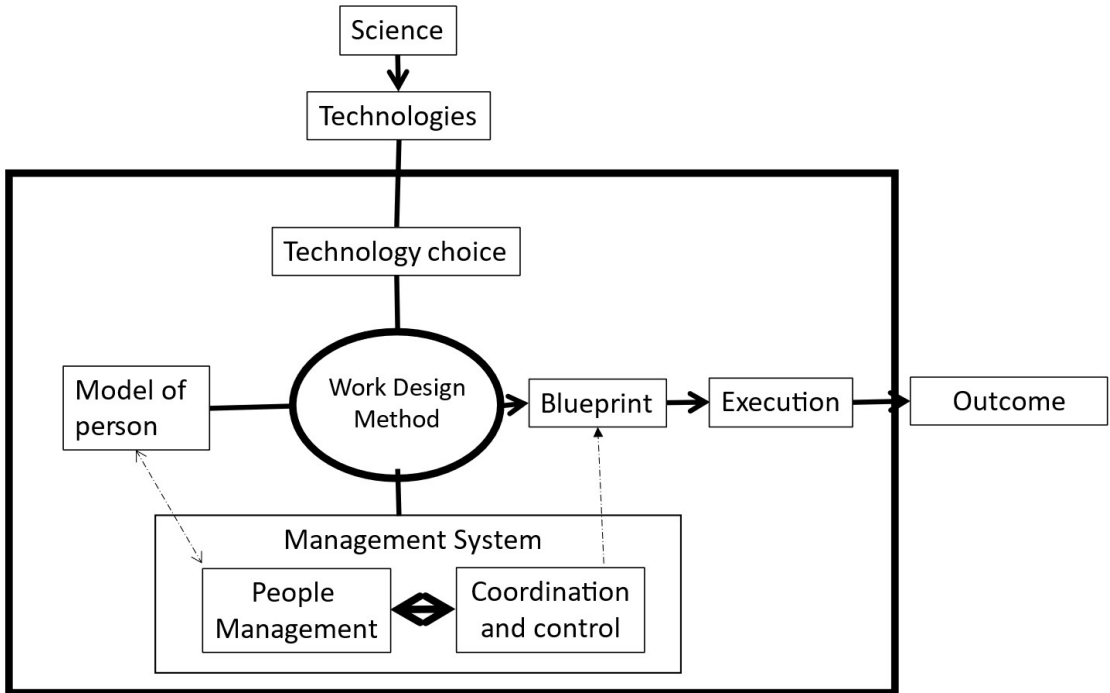 Science
Technologies
Technology choice
Model of
person
Work Design
Method
Blueprint
Execution
Outcome
Management System
People
Management
Coordination
and control